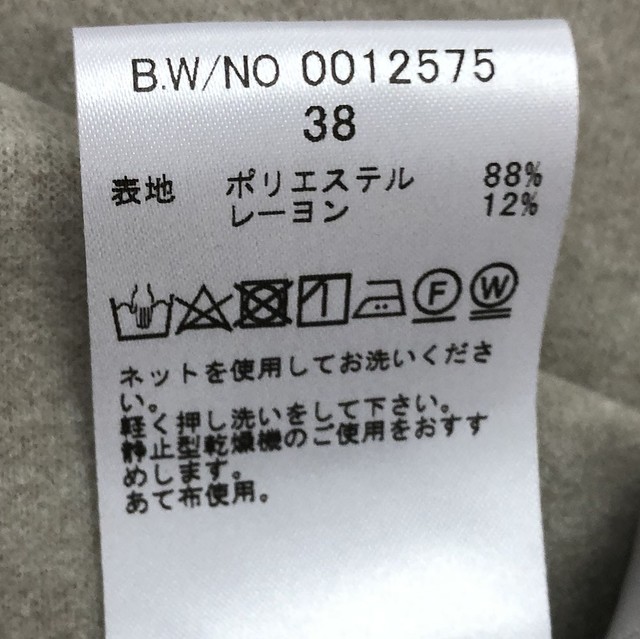 B.W/NO 0012575
38
表地 ポリエステル 88%
レーヨン 12%
F W
ネットを使用してお洗いくださ
い。
軽く押し洗いをして下さい。
静止型乾燥機のご使用をおすす
めします。
あて布使用。